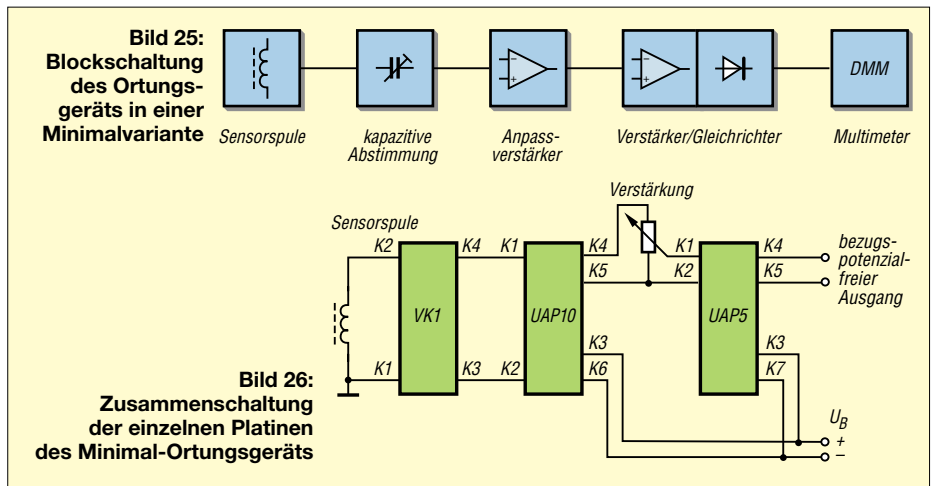 Bild 25:
Blockschaltung
des Ortungs-
geräts in einer
Minimalvariante
DMM
Sensorspule
kapazitive
Abstimmung
Anpass-
verstärker
Verstärker/Gleichrichter
Multimeter
Verstärkung
Sensorspule
K2
K4
K1
K4
K1
K4
K5
K2
K5
bezugs-
potenzial-
freier
Ausgang
VK1
UAP10
UAP5
K3
K3
K1
K3
K2
K6
K7
Bild 26:
Zusammenschaltung
der einzelnen Platinen
des Minimal-Ortungsgeräts
UB
+
–